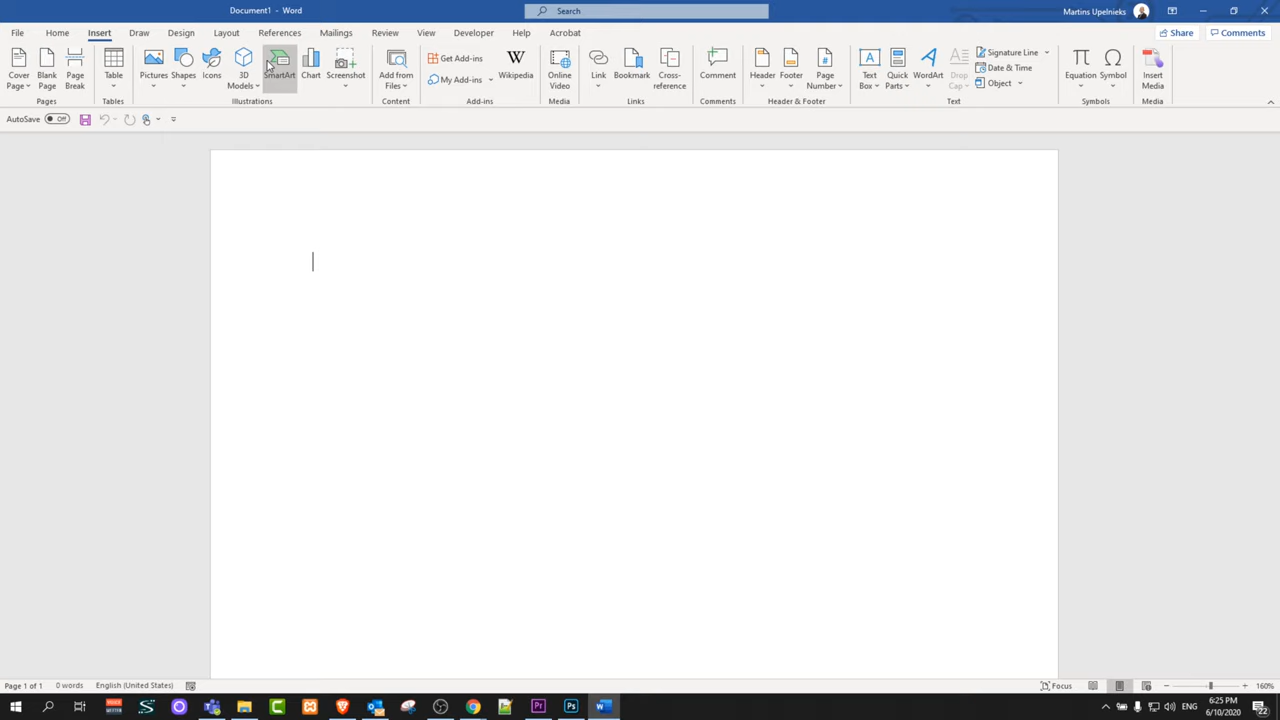 Document1 - Word
Search
Martins Upelnieks
File Home Insert Draw Design Layout References Mailings Review View Developer Help Acrobat
Share Comments
Cover Page
Blank Page
Page Break
Pages
Table
Tables
Pictures
Shapes
Icons
3D Models
SmartArt
Chart
Screenshot
Illustrations
Add from Files
Content
Get Add-ins
My Add-ins
Wikipedia
Add-ins
Online Video
Media
Link
Bookmark
Cross-reference
Links
Comment
Comments
Header
Footer
Page Number
Header & Footer
Text Box
Quick Parts
WordArt
Drop Cap
Signature Line
Date & Time
Object
Text
Equation
Symbol
Symbols
Insert Media
Media
AutoSave Off
Page 1 of 1 0 words English (United States)
Focus 160%
ENG 6:25 PM
6/10/2020
22